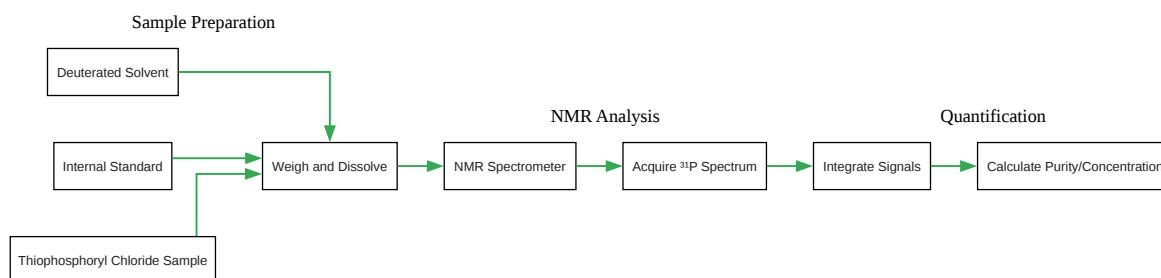 Sample Preparation
Deuterated Solvent
NMR Analysis
Quantification
Internal Standard
Weigh and Dissolve
NMR Spectrometer
Acquire ³¹P Spectrum
Integrate Signals
Calculate Purity/Concentration
Thiophosphoryl Chloride Sample